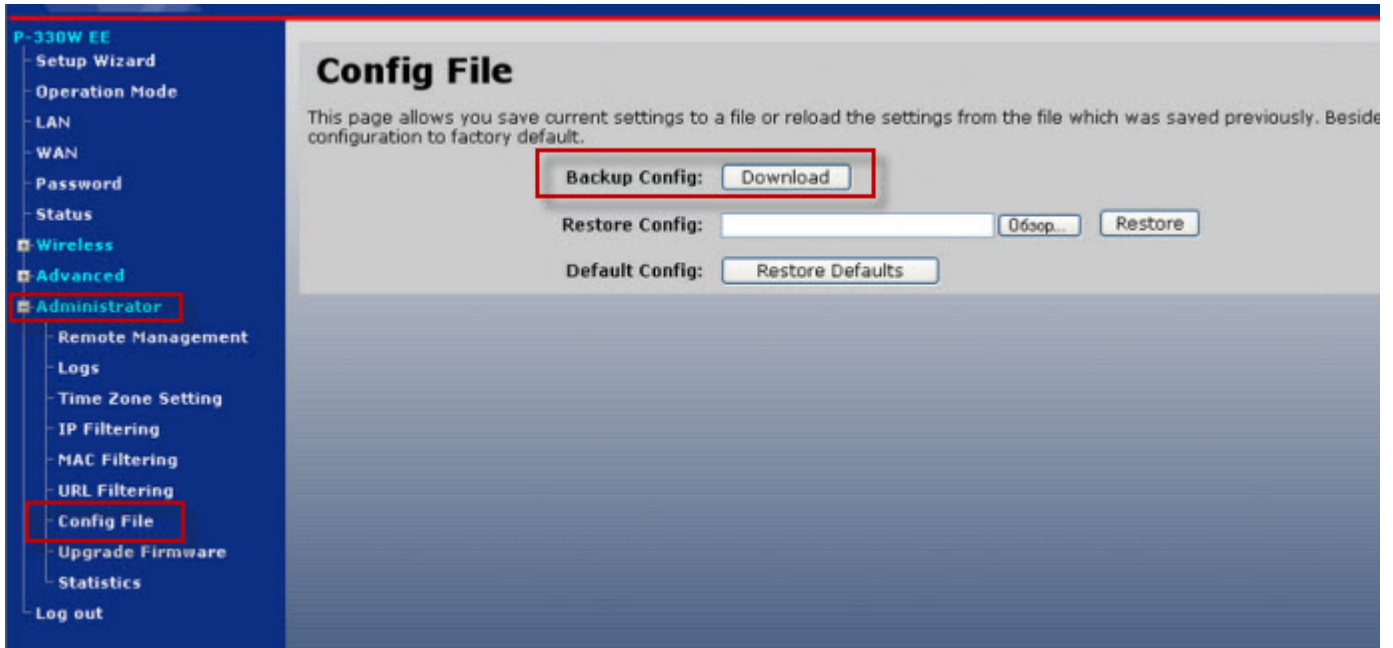 P-330W EE
Setup Wizard
Operation Mode
LAN
WAN
Password
Status
Wireless
Advanced
Administrator
Remote Management
Logs
Time Zone Setting
IP Filtering
MAC Filtering
URL Filtering
Config File
Upgrade Firmware
Statistics
Log out
Config File
This page allows you save current settings to a file or reload the settings from the file which was saved previously. Beside
configuration to factory default.
Backup Config: Download
Restore Config: Обзор... Restore
Default Config: Restore Defaults